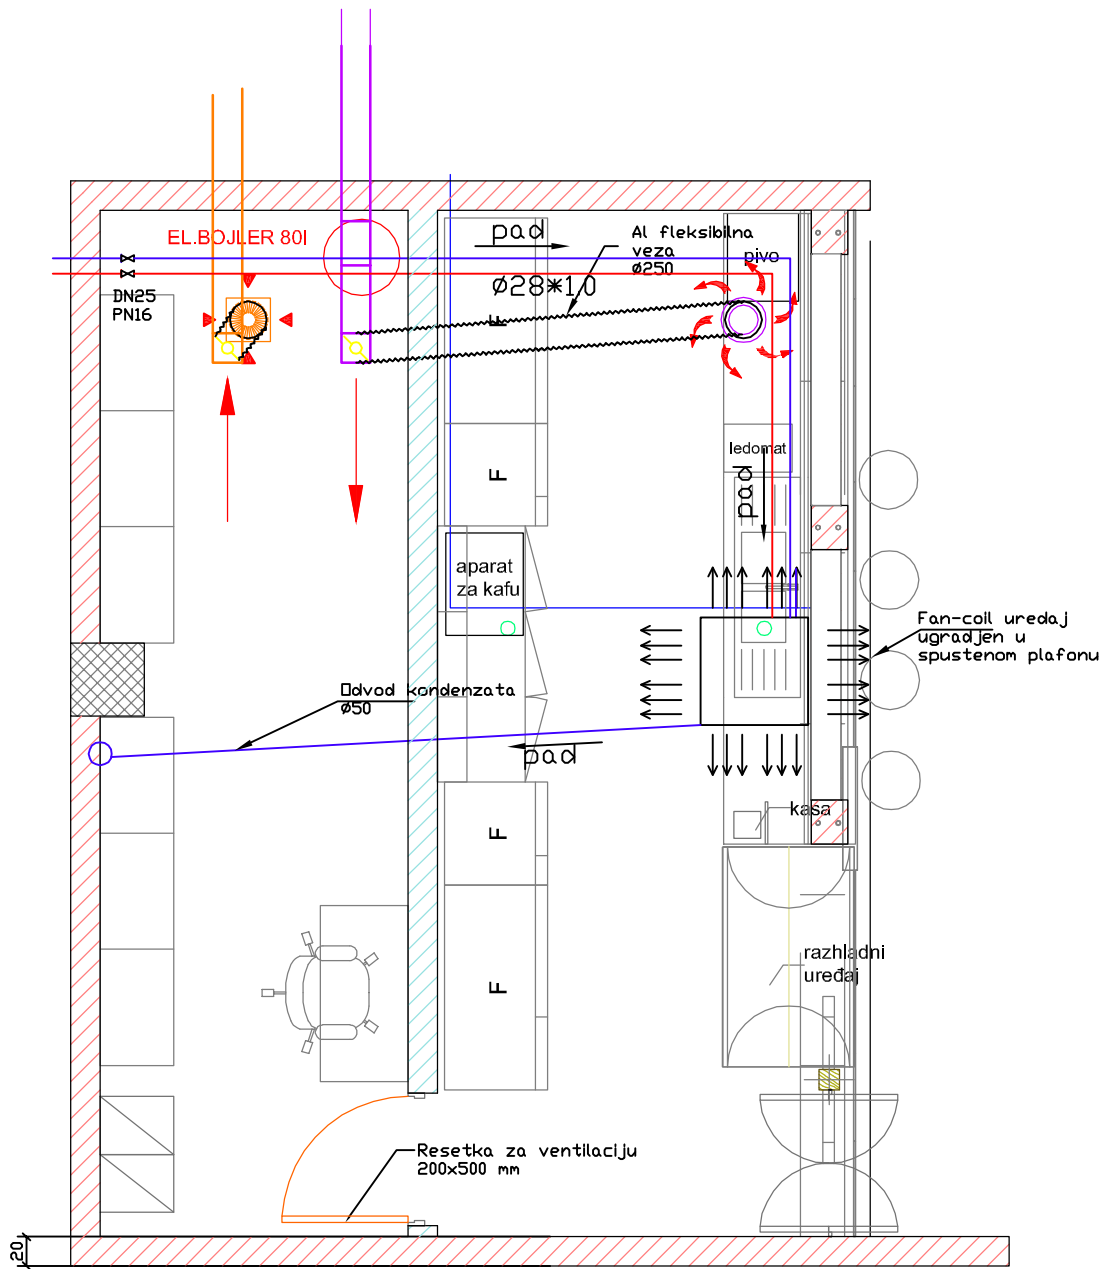 pad
Al fleksibilna
veza
Ø250
EL.BOJLER 80l
pivo
Ø28*1,0
DN25
PN16
F
ledomat
pad
F
aparat
za kafu
Fan-coil uredaj
ugradjen u
spustenom plafonu
Odvod kondenzata
Ø50
pad
kasa
F
razhladni
uređaj
F
Resetka za ventilaciju
200x500 mm
20